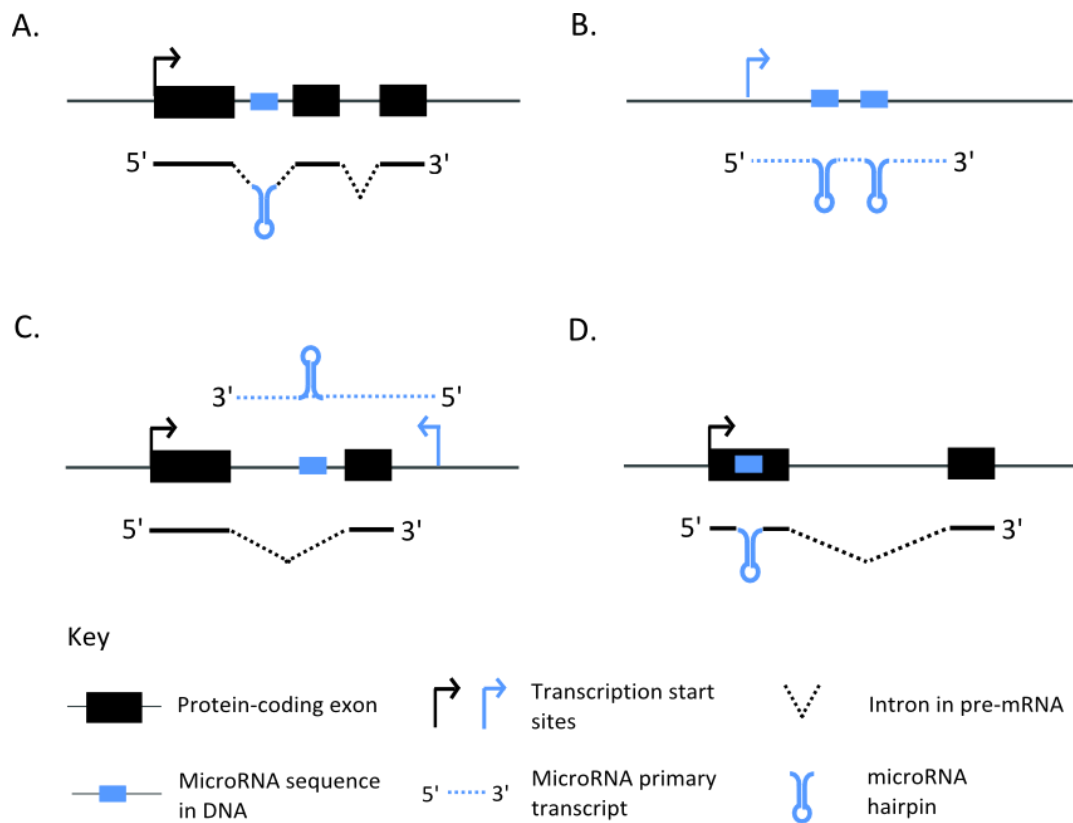 A.
B.
5' 3'
5' 3'
C.
D.
3' 5'
5' 3'
5' 3'
Key
Protein-coding exon
Transcription start
sites
Intron in pre-mRNA
MicroRNA sequence
in DNA
5' 3'
MicroRNA primary
transcript
microRNA
hairpin